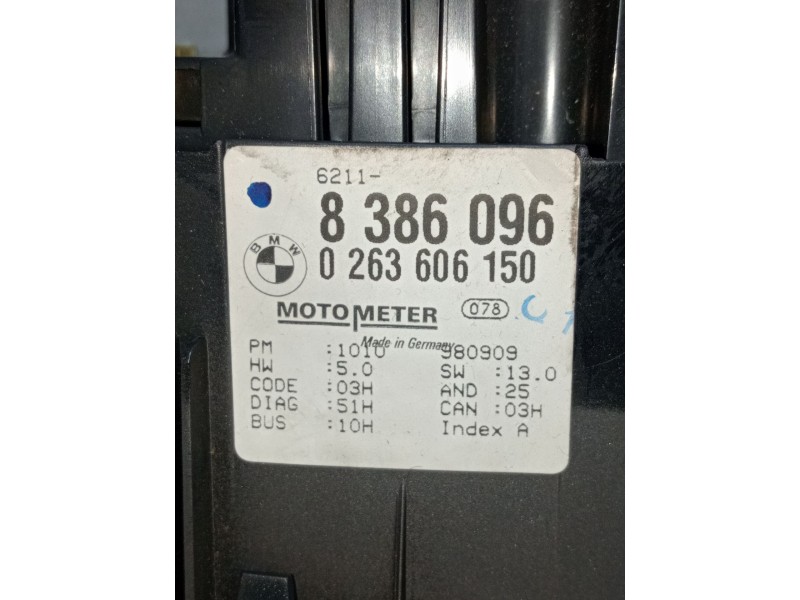 6211-
8 386 096
BMW
0 263 606 150
MOTOMETER 078
Made in Germany
PM :1010 980909
HW :5.0 SW :13.0
CODE :03H AND :25
DIAG :51H CAN :03H
BUS :10H Index A